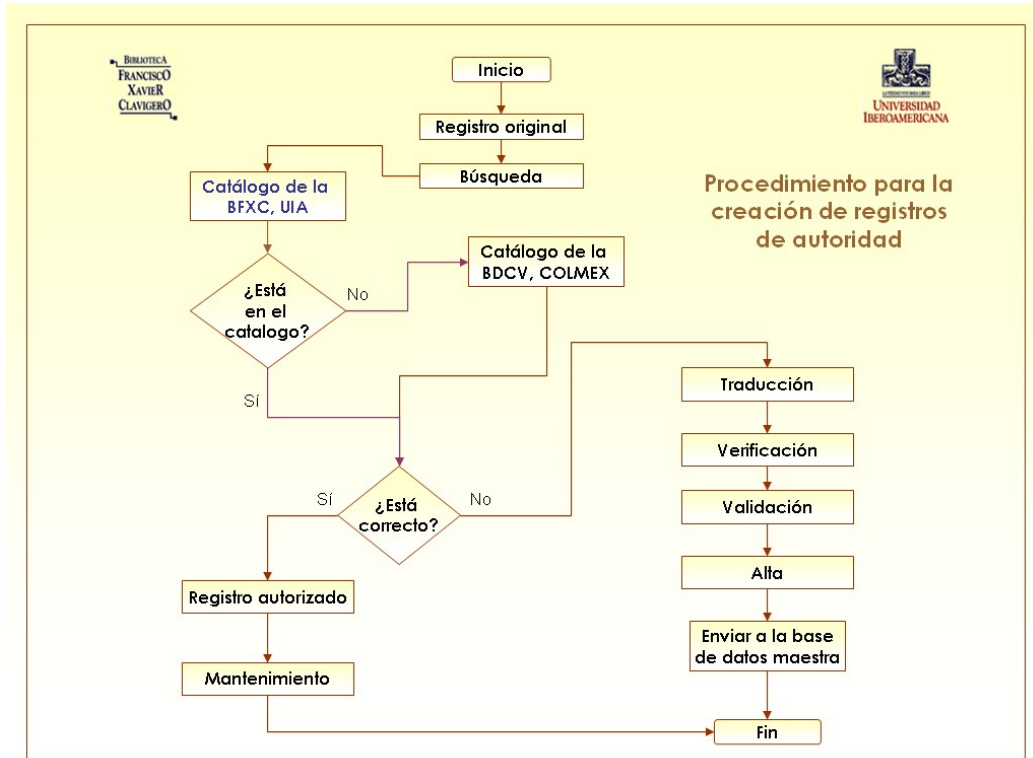 BIBLIOTECA
FRANCISCO
XAVIER
CLAVIGERO
UNIVERSIDAD
IBEROAMERICANA
Procedimiento para la
creación de registros
de autoridad
Inicio
Registro original
Búsqueda
Catálogo de la
BFXC, UIA
¿Está
en el
catalogo?
No
Catálogo de la
BDCV, COLMEX
Sí
¿Está
correcto?
Sí
No
Registro autorizado
Mantenimiento
Traducción
Verificación
Validación
Alta
Enviar a la base
de datos maestra
Fin